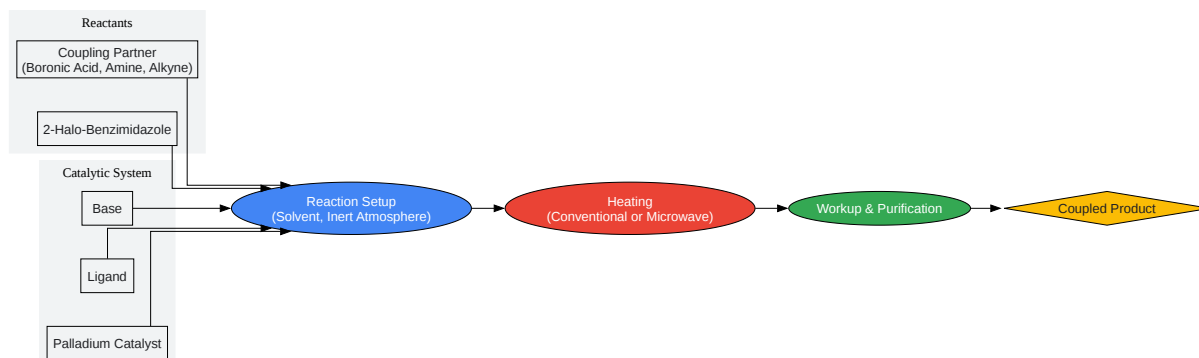 Reactants
Coupling Partner
(Boronic Acid, Amine, Alkyne)
2-Halo-Benzimidazole
Catalytic System
Base
Ligand
Palladium Catalyst
Reaction Setup
(Solvent, Inert Atmosphere)
Heating
(Conventional or Microwave)
Workup & Purification
Coupled Product